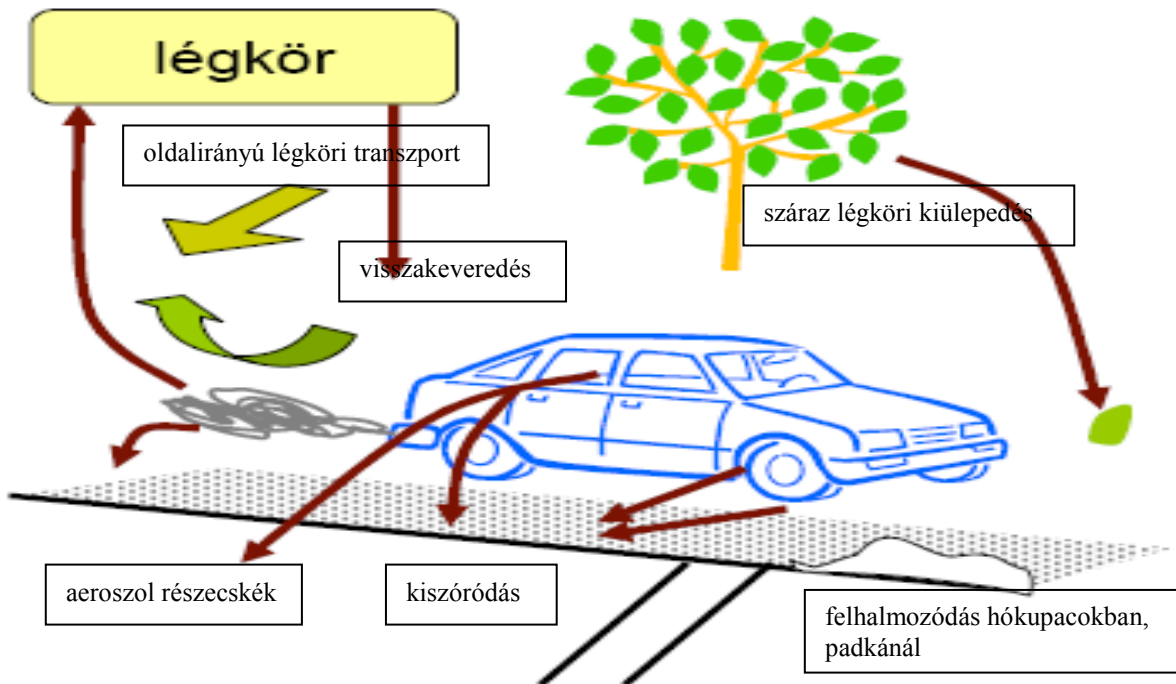 légkör
oldalirányú légköri transzport
száraz légköri kiülepedés
visszakeveredés
aeroszol részecskék
kiszóródás
felhalmozódás hókupacokban,
padkánál